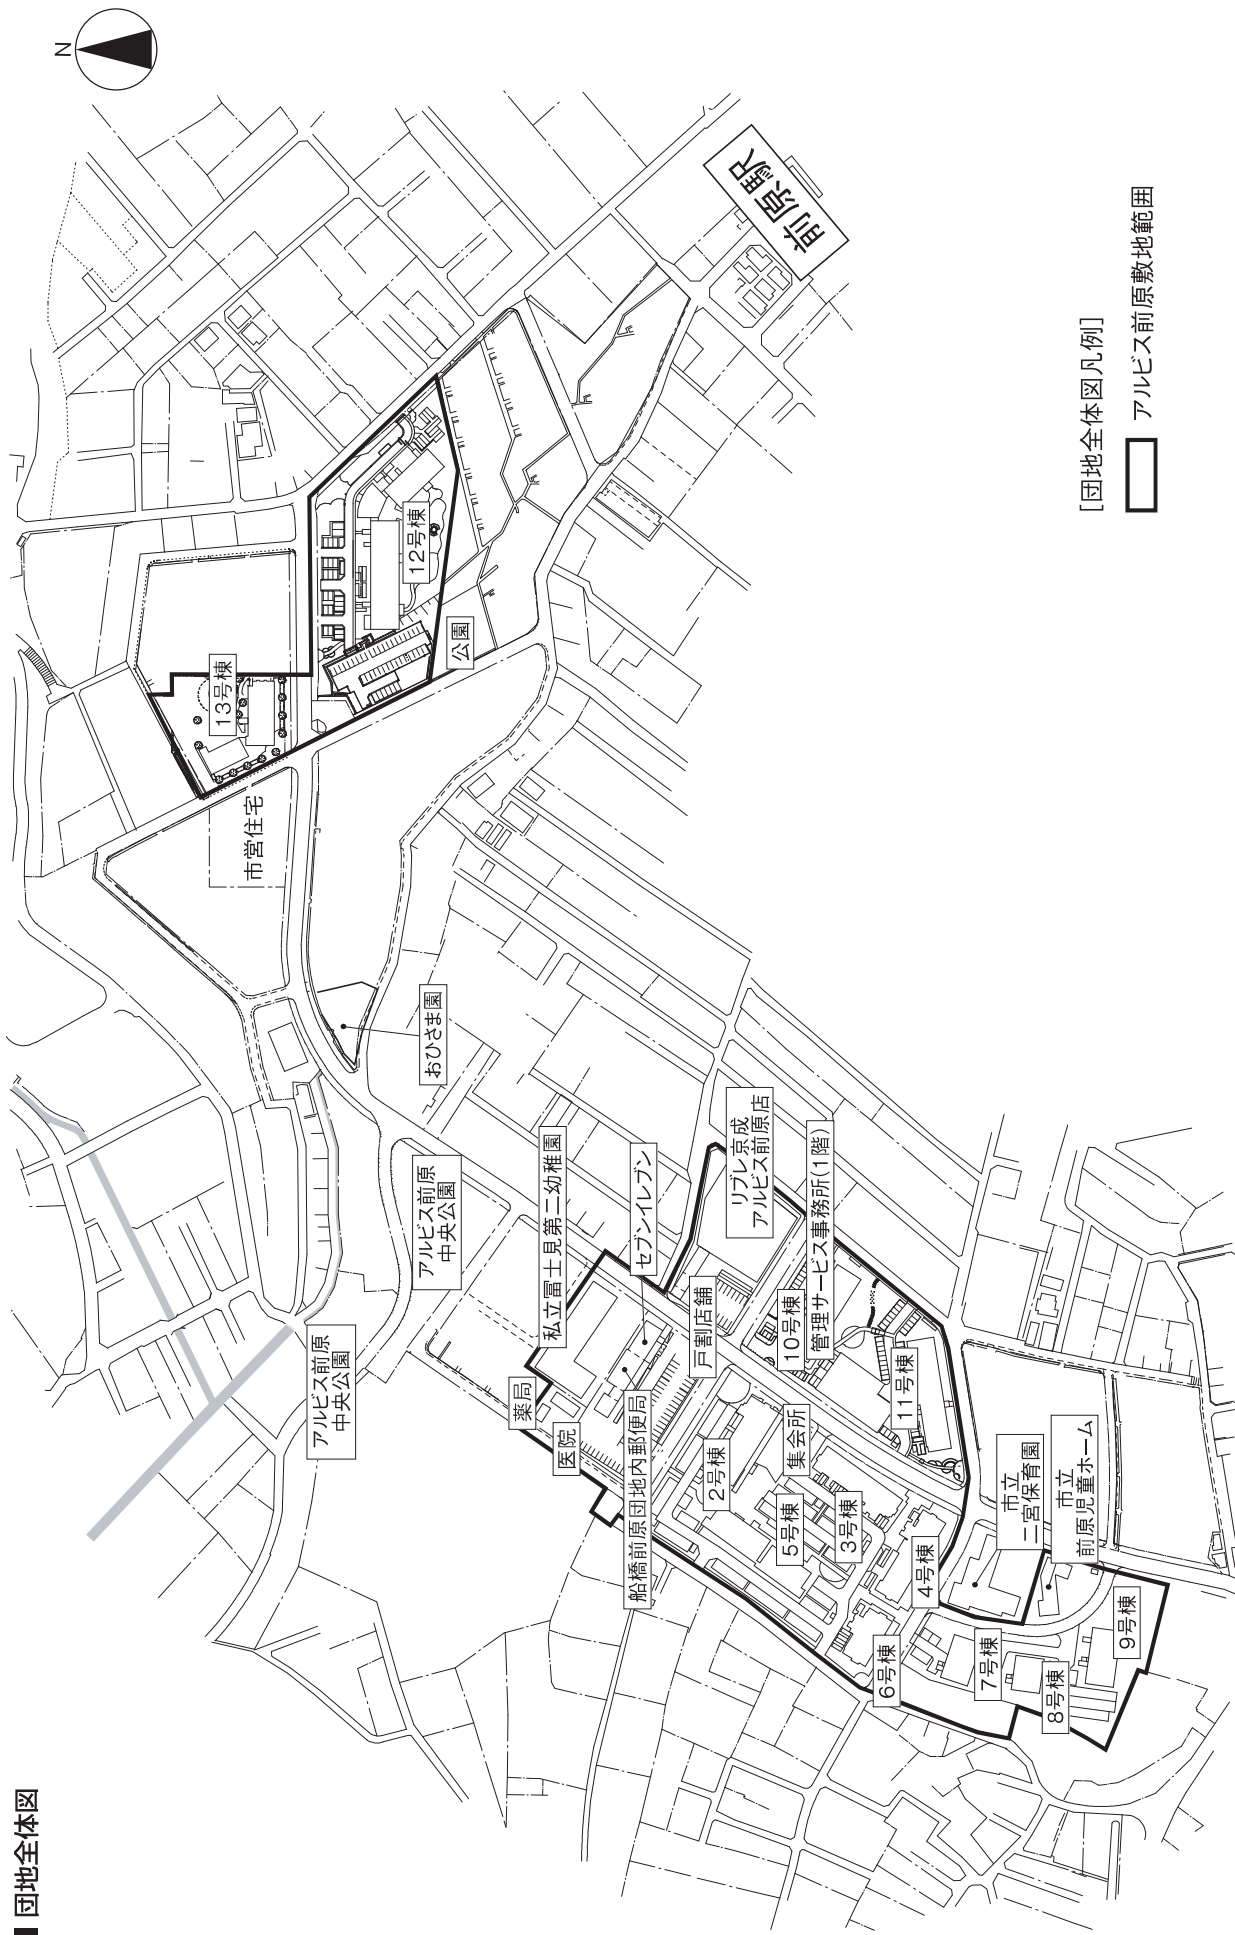 団地全体図
N
前原駅
[団地全体図凡例]
アルビス前原敷地範囲
12号棟
13号棟
公園
市営住宅
おひさま園
アルビス前原
中央公園
アルビス前原
中央公園
私立冨士見第二幼稚園
セブンイレブン
リブレ京成
アルビス前原店
薬局
医院
船橋前原団地内郵便局
戸割店舗
10号棟
管理サービス事務所(1階)
11号棟
2号棟
集会所
5号棟
3号棟
4号棟
市立
二宮保育園
市立
前原児童ホーム
6号棟
7号棟
8号棟
9号棟